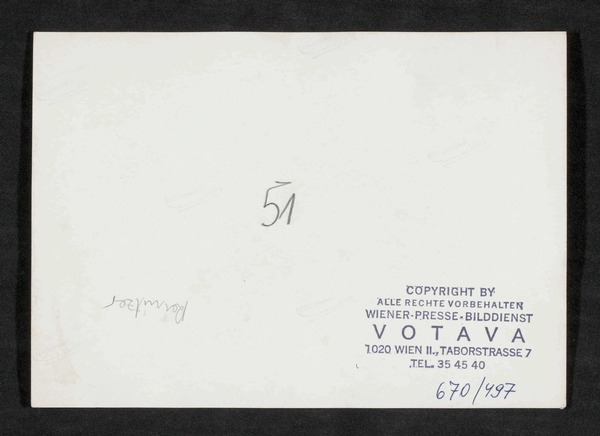 51
COPYRIGHT BY
ALLE RECHTE VORBEHALTEN
WIENER-PRESSE-BILDDIENST
VOTAVA
1020 WIEN II., TABORSTRASSE 7
TEL. 35 45 40
670/497